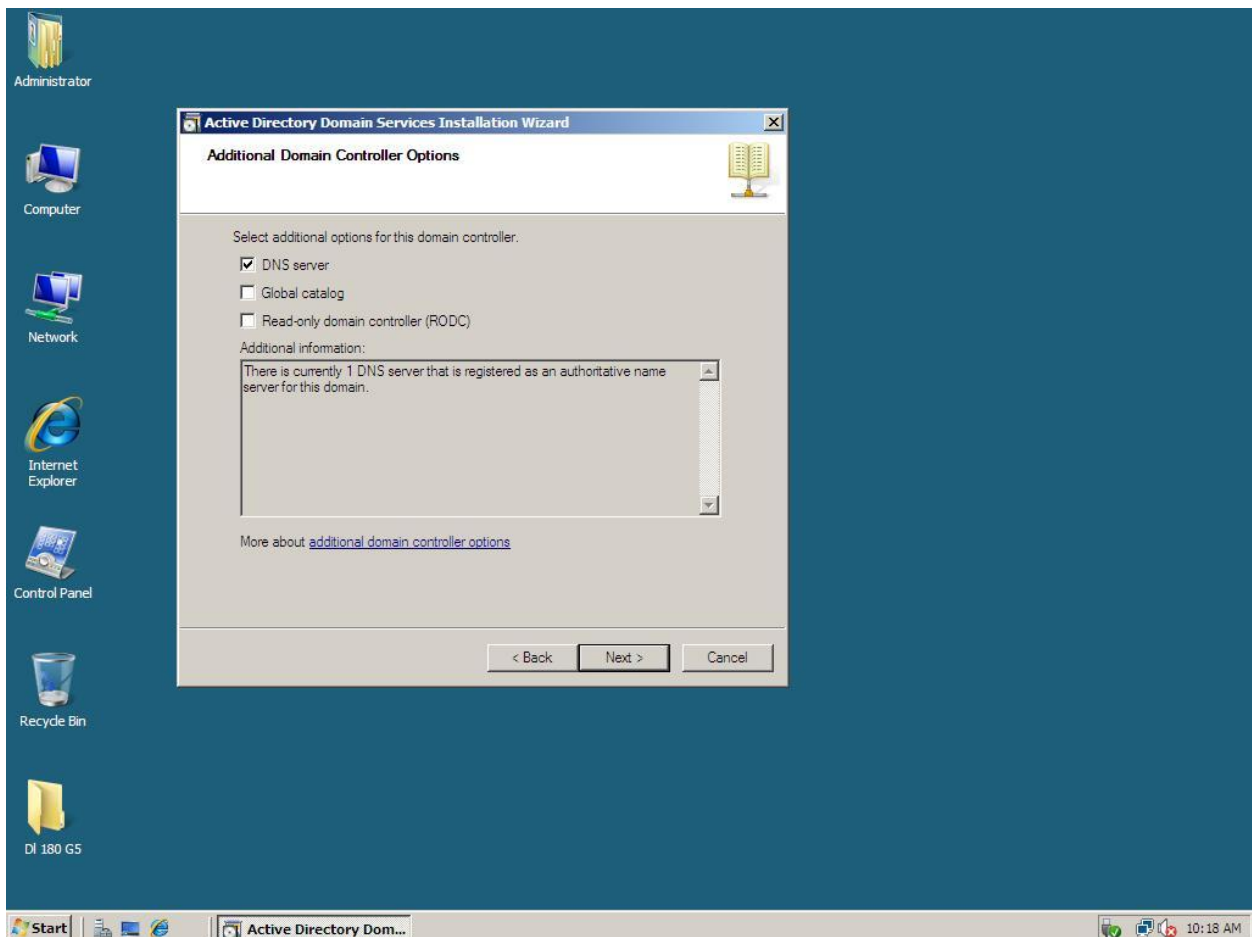 Administrator
Computer
Network
Internet
Explorer
Control Panel
Recycle Bin
Dl 180 G5
Active Directory Domain Services Installation Wizard
Additional Domain Controller Options
Select additional options for this domain controller.
DNS server
Global catalog
Read-only domain controller (RODC)
Additional information:
There is currently 1 DNS server that is registered as an authoritative name
server for this domain.
More about additional domain controller options
< Back
Next >
Cancel
Start
Active Directory Dom...
10:18 AM